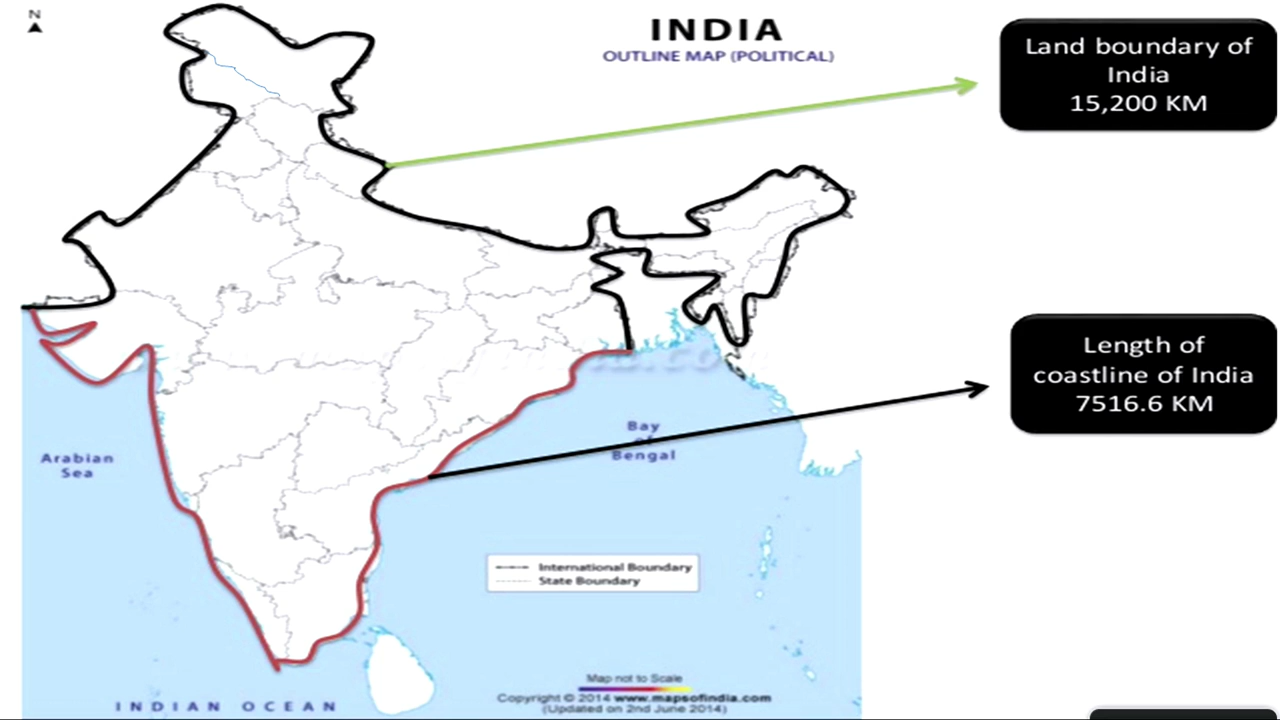 N
INDIA
OUTLINE MAP (POLITICAL)
Land boundary of
India
15,200 KM
Length of
coastline of India
7516.6 KM
Bay
of
Bengal
Arabian
Sea
International Boundary
State Boundary
Map not to Scale
Copyright © 2014 www.mapsofindia.com
(Updated on 2nd June 2014)
INDIAN OCEAN